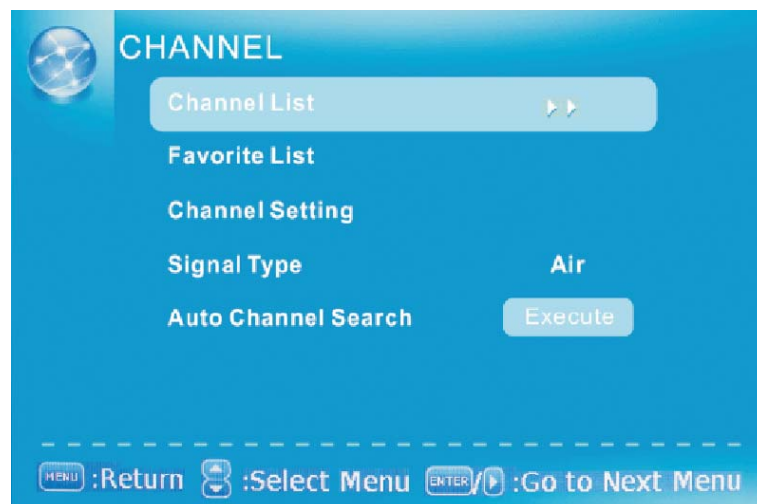 CHANNEL
Channel List
Favorite List
Channel Setting
Signal Type Air
Auto Channel Search Execute
MENU :Return :Select Menu ENTER / :Go to Next Menu